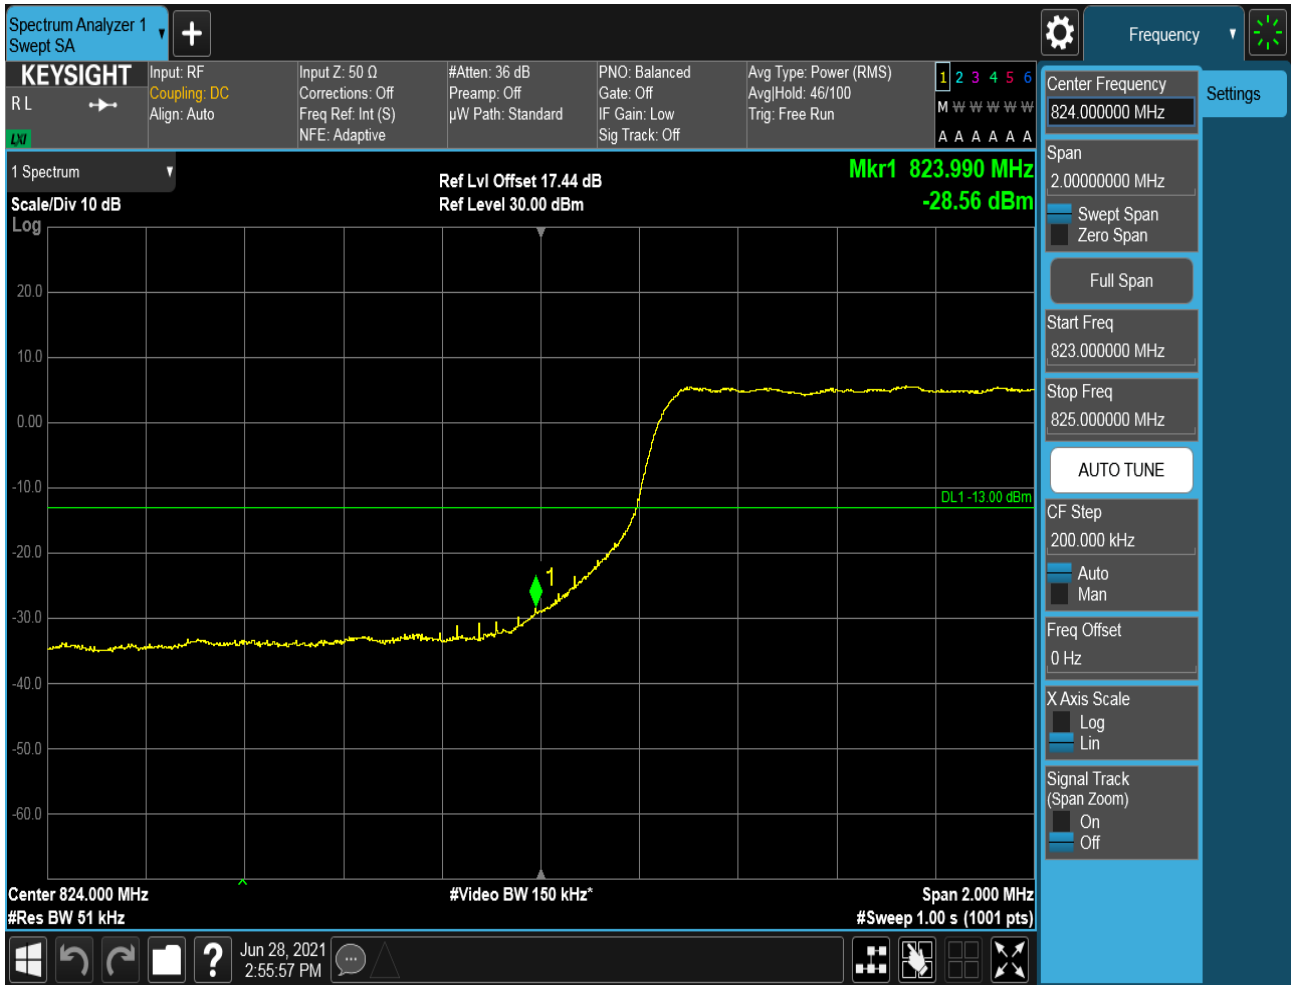 Spectrum Analyzer 1
Swept SA
Frequency
KEYSIGHT
R L
LXI
Input: RF
Coupling: DC
Align: Auto
Input Z: 50 Ω
Corrections: Off
Freq Ref: Int (S)
NFE: Adaptive
#Atten: 36 dB
Preamp: Off
µW Path: Standard
PNO: Balanced
Gate: Off
IF Gain: Low
Sig Track: Off
Avg Type: Power (RMS)
Avg|Hold: 46/100
Trig: Free Run
1 2 3 4 5 6
M W W W W W
A A A A A A
1 Spectrum
Scale/Div 10 dB
Log
Ref Lvl Offset 17.44 dB
Ref Level 30.00 dBm
Mkr1 823.990 MHz
-28.56 dBm
20.0
10.0
0.00
-10.0
-20.0
-30.0
-40.0
-50.0
-60.0
DL1 -13.00 dBm
1
Center 824.000 MHz
#Res BW 51 kHz
#Video BW 150 kHz*
Span 2.000 MHz
#Sweep 1.00 s (1001 pts)
Jun 28, 2021
2:55:57 PM
?
Center Frequency
824.000000 MHz
Settings
Span
2.00000000 MHz
Swept Span
Zero Span
Full Span
Start Freq
823.000000 MHz
Stop Freq
825.000000 MHz
AUTO TUNE
CF Step
200.000 kHz
Auto
Man
Freq Offset
0 Hz
X Axis Scale
Log
Lin
Signal Track
(Span Zoom)
On
Off